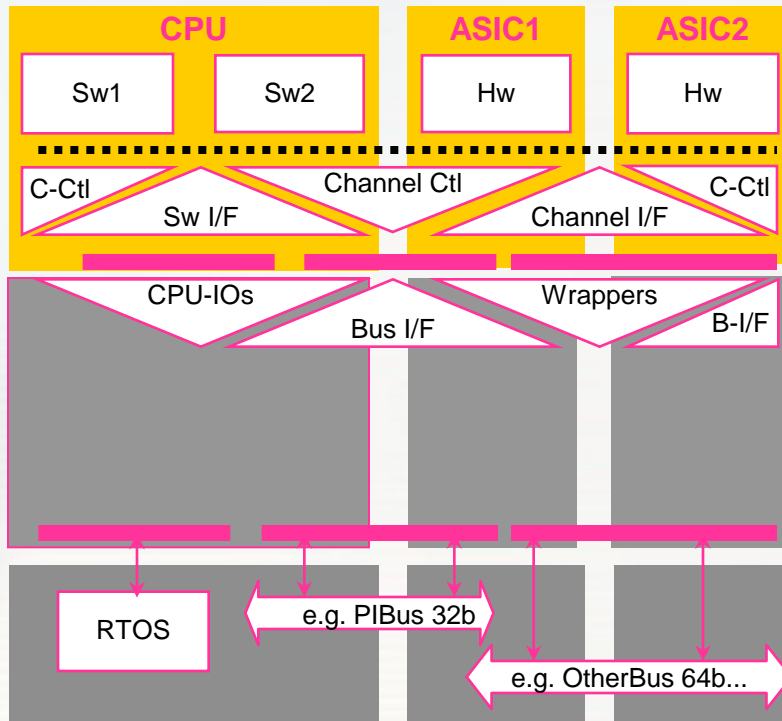 CPU
ASIC1
ASIC2
Sw1
Sw2
Hw
Hw
C-Ctl
Channel Ctl
C-Ctl
Sw I/F
Channel I/F
CPU-IOs
Wrappers
Bus I/F
B-I/F
RTOS
e.g. PIBus 32b
e.g. OtherBus 64b...